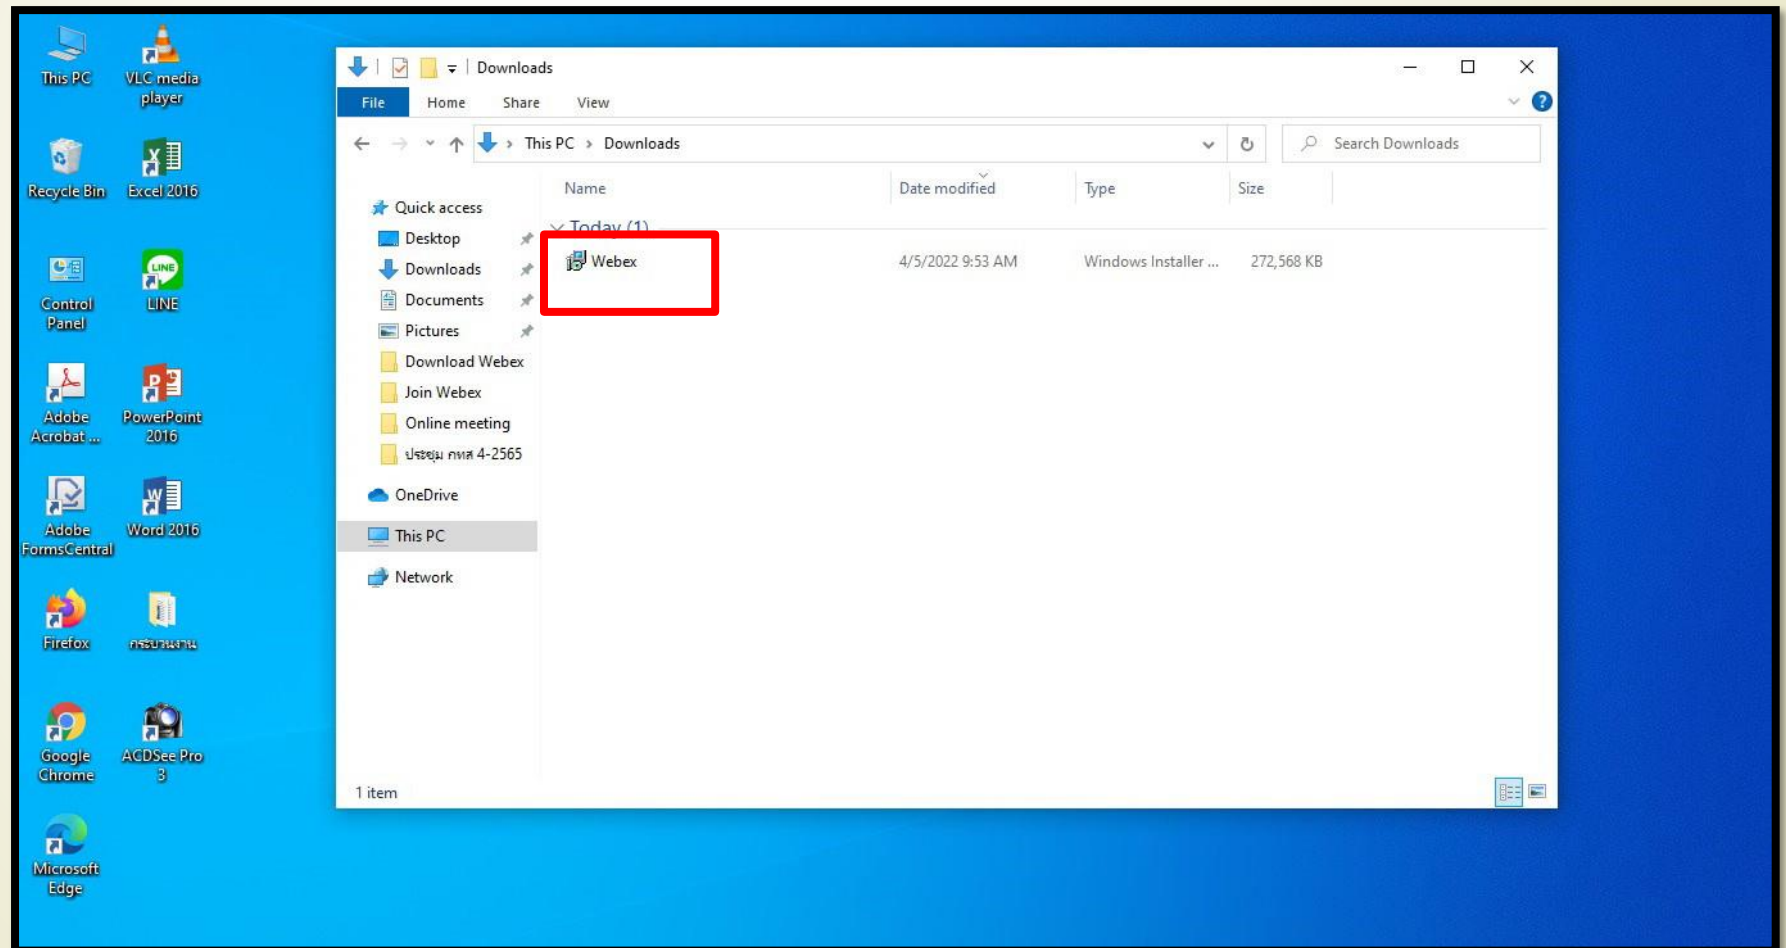 This PC
VLC media
player
Recycle Bin
Excel 2016
Control
Panel
LINE
LINE
Adobe
Acrobat ...
PowerPoint
2016
Adobe
FormsCentral
Word 2016
Firefox
กระบวนงาน
Google
Chrome
ACDSee Pro
3
Microsoft
Edge
Downloads
File Home Share View
This PC > Downloads
Search Downloads
Name Date modified Type Size
Quick access
Desktop
Downloads
Documents
Pictures
Download Webex
Join Webex
Online meeting
ประชุม กทส 4-2565
OneDrive
This PC
Network
Today (1)
Webex 4/5/2022 9:53 AM Windows Installer ... 272,568 KB
1 item